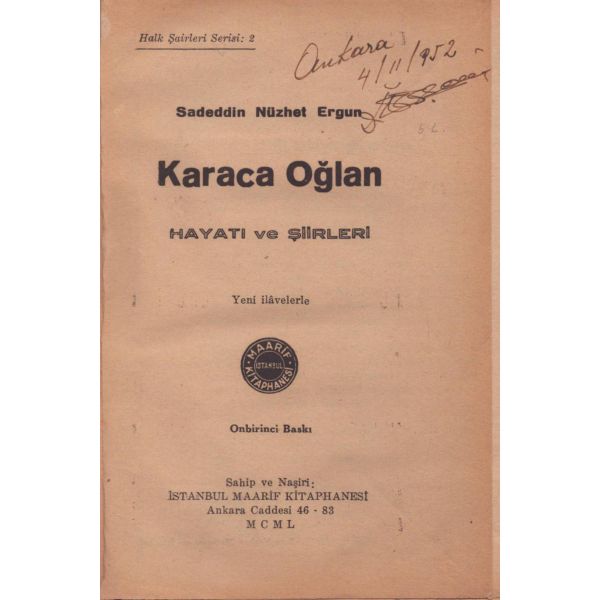 Halk Şairleri Serisi: 2
Ankara
4/11/952
Sadeddin Nüzhet Ergun
5 L.
Karaca Oğlan
HAYATI ve ŞİİRLERİ
Yeni ilâvelerle
MAARİF
İSTANBUL
KİTAPHANESİ
Onbirinci Baskı
Sahip ve Naşiri:
İSTANBUL MAARİF KİTAPHANESİ
Ankara Caddesi 46 - 83
MCML